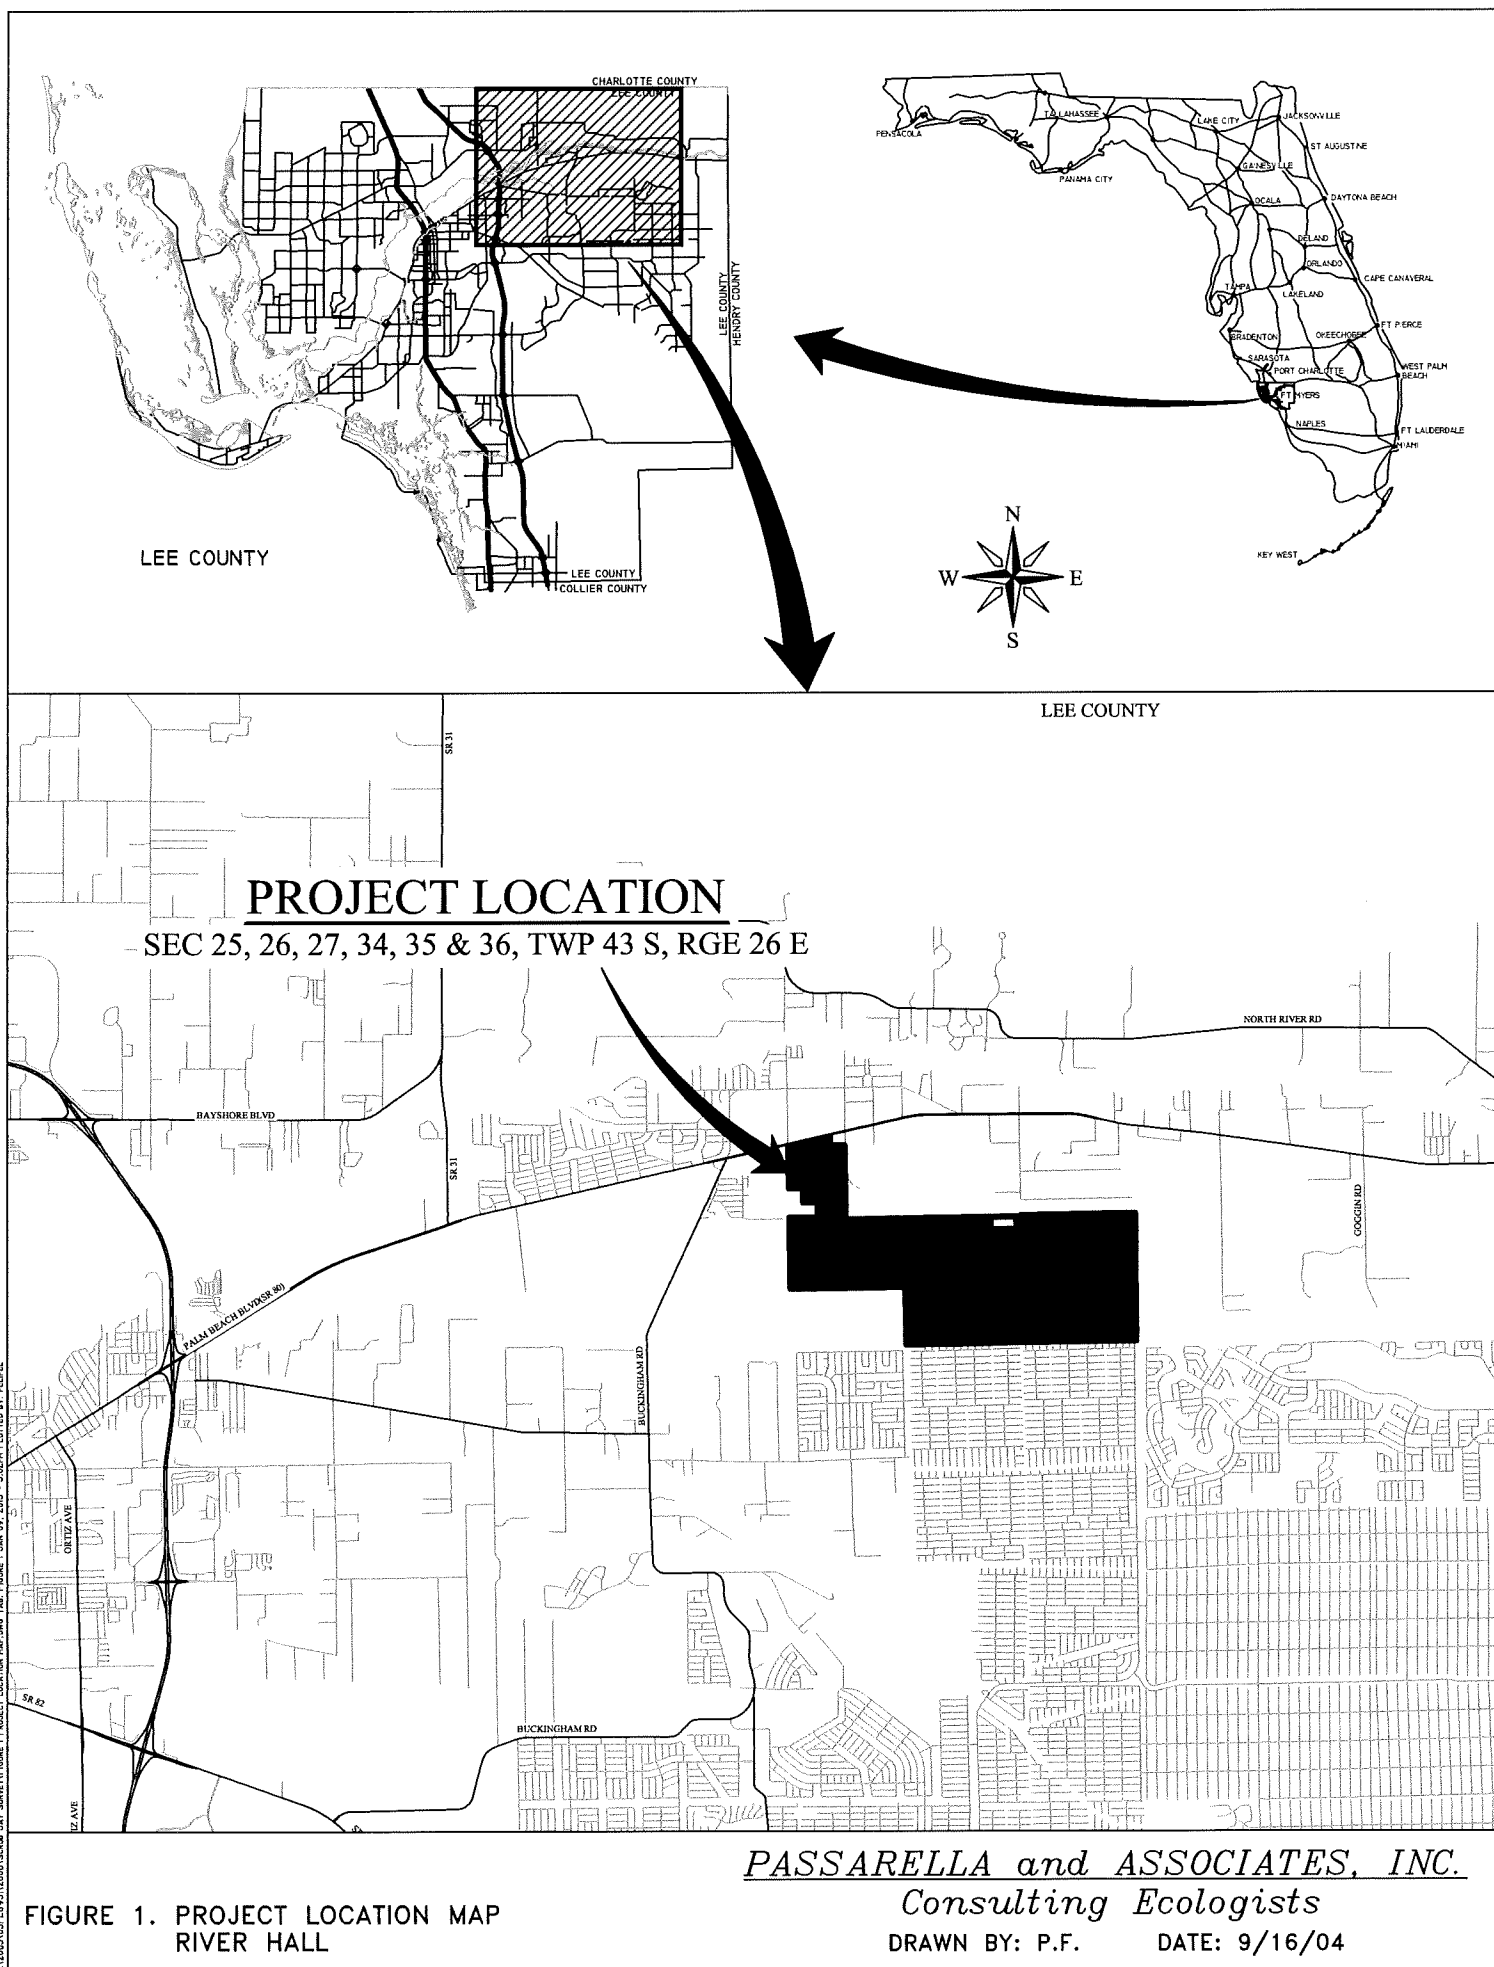 CHARLOTTE COUNTY
LEE COUNTY
LEE COUNTY
HENDRY COUNTY
LEE COUNTY
COLLIER COUNTY
LEE COUNTY
PENSACOLA
TALLAHASSEE
PANAMA CITY
LAKE CITY
JACKSONVILLE
ST AUGUSTINE
GAINESVILLE
OCALA
DAYTONA BEACH
DELAND
ORLANDO
CAPE CANAVERAL
TAMPA
LAKELAND
FT PIERCE
BRADENTON
OKEECHOBEE
SARASOTA
PORT CHARLOTTE
WEST PALM
BEACH
FT MYERS
NAPLES
FT LAUDERDALE
MIAMI
KEY WEST
N
W
E
S
LEE COUNTY
SR 31
PROJECT LOCATION
SEC 25, 26, 27, 34, 35 & 36, TWP 43 S, RGE 26 E
NORTH RIVER RD
BAYSHORE BLVD
SR 31
GOGGIN RD
PALM BEACH BLVD(SR 80)
BUCKINGHAM RD
ORTIZ AVE
SR 82
BUCKINGHAM RD
IZ AVE
FIGURE 1. PROJECT LOCATION MAP
RIVER HALL
PASSARELLA and ASSOCIATES, INC.
Consulting Ecologists
DRAWN BY: P.F. DATE: 9/16/04